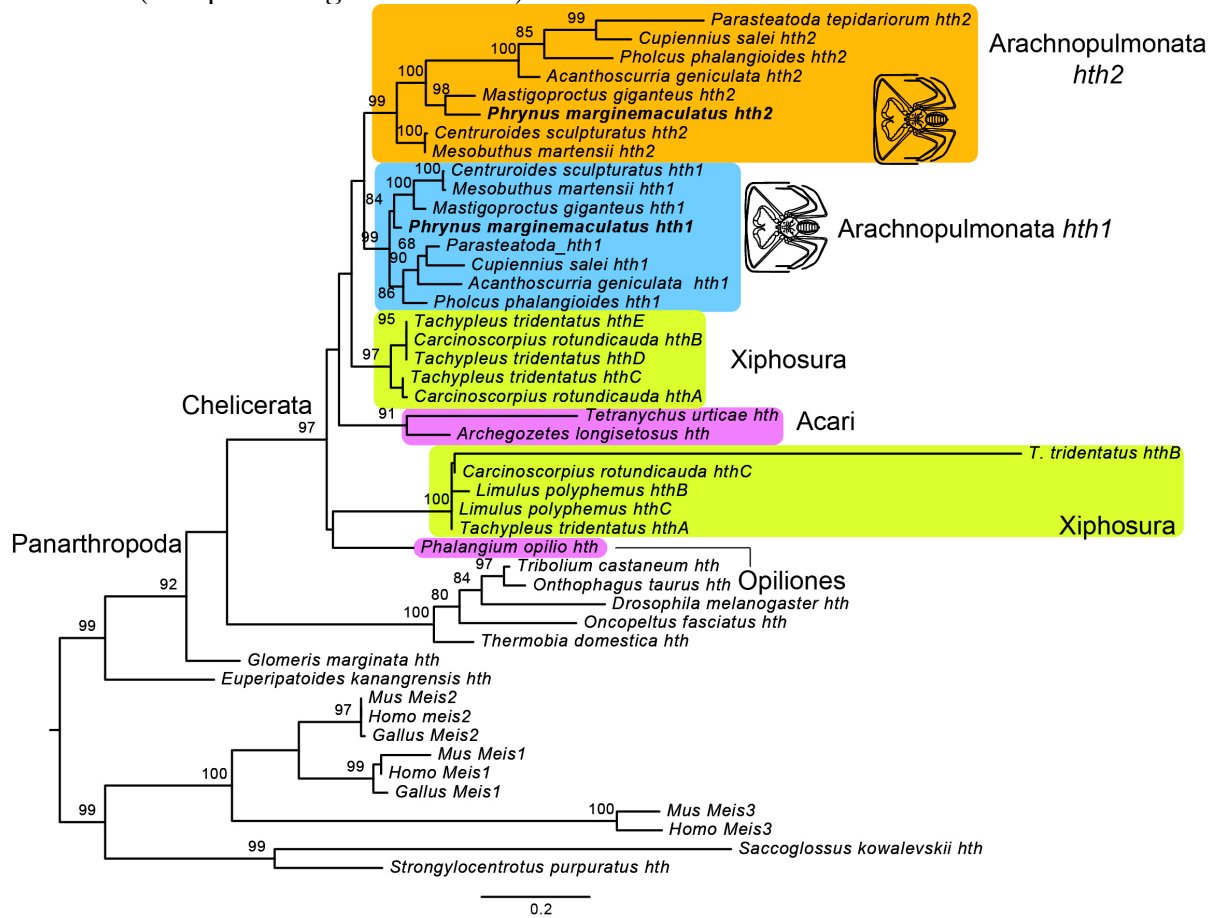 99
Parasteatoda tepidariorum hth2
85
Cupiennius salei hth2
100
Pholcus phalangioides hth2
Arachnopulmonata
hth2
100
Acanthoscurria geniculata hth2
98
Mastigoproctus giganteus hth2
99
Phrynus marginemaculatus hth2
100
Centruroides sculpturatus hth2
Mesobuthus martensii hth2
100
Centruroides sculpturatus hth1
100
Mesobuthus martensii hth1
84
Mastigoproctus giganteus hth1
Phrynus marginemaculatus hth1
Arachnopulmonata hth1
99
68
Parasteatoda_hth1
90
Cupiennius salei hth1
Acanthoscurria geniculata hth1
86
Pholcus phalangioides hth1
95
Tachypleus tridentatus hthE
Carcinoscorpius rotundicauda hthB
97
Tachypleus tridentatus hthD
Xiphosura
Tachypleus tridentatus hthC
Carcinoscorpius rotundicauda hthA
Chelicerata
97
91
Tetranychus urticae hth
Acari
Archegozetes longisetosus hth
T. tridentatus hthB
Carcinoscorpius rotundicauda hthC
100
Limulus polyphemus hthB
Limulus polyphemus hthC
Tachypleus tridentatus hthA
Xiphosura
Panarthropoda
Phalangium opilio hth
97
Tribolium castaneum hth
Opiliones
92
84
Onthophagus taurus hth
80
Drosophila melanogaster hth
100
Oncopeltus fasciatus hth
99
Thermobia domestica hth
Glomeris marginata hth
Euperipatoides kanangrensis hth
Mus Meis2
97
Homo meis2
Gallus Meis2
Mus Meis1
100
99
Homo Meis1
Gallus Meis1
99
100
Mus Meis3
Homo Meis3
99
Saccoglossus kowalevskii hth
Strongylocentrotus purpuratus hth
0.2